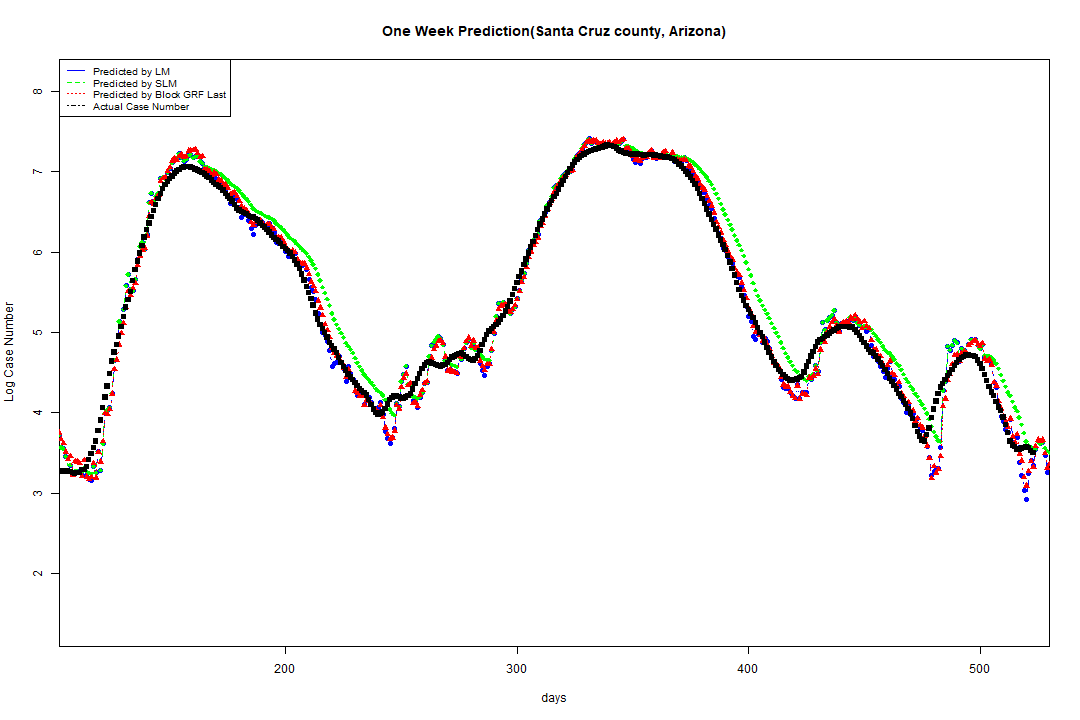 One Week Prediction(Santa Cruz county, Arizona)
Predicted by LM
Predicted by SLM
Predicted by Block GRF Last
Actual Case Number
8
7
6
5
4
3
2
Log Case Number
200 300 400 500
days